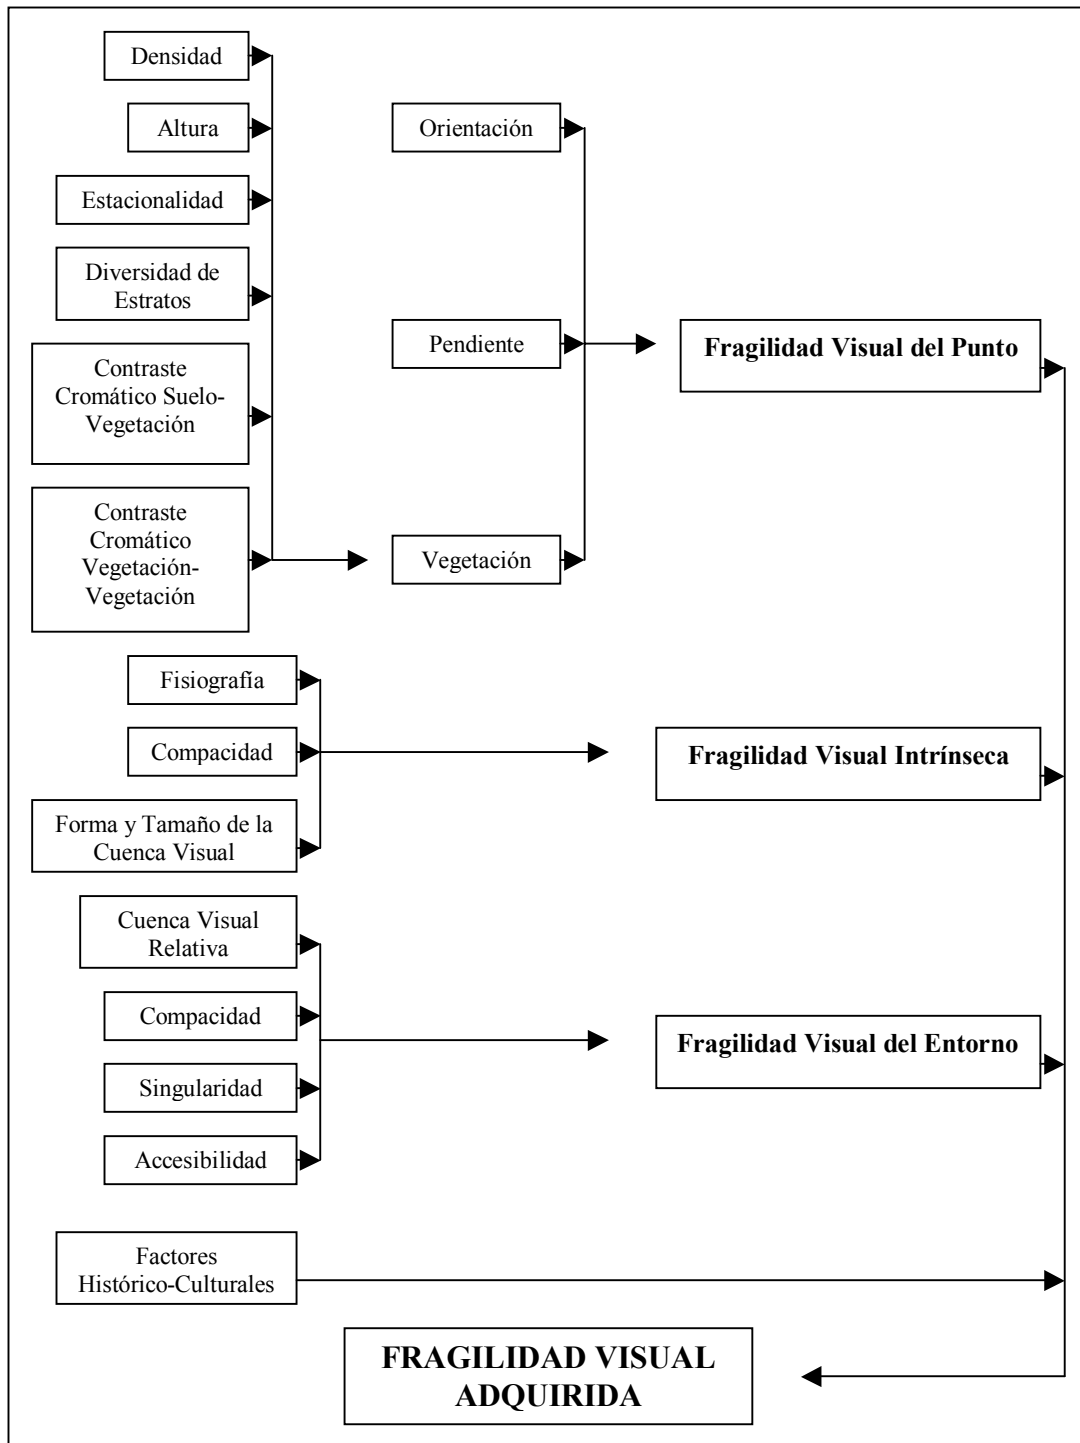 Densidad
Altura
Orientación
Estacionalidad
Diversidad de
Estratos
Contraste
Cromático Suelo-
Vegetación
Pendiente
Fragilidad Visual del Punto
Contraste
Cromático
Vegetación-
Vegetación
Vegetación
Fisiografía
Compacidad
Forma y Tamaño de la
Cuenca Visual
Fragilidad Visual Intrínseca
Cuenca Visual
Relativa
Compacidad
Singularidad
Accesibilidad
Fragilidad Visual del Entorno
Factores
Histórico-Culturales
FRAGILIDAD VISUAL
ADQUIRIDA